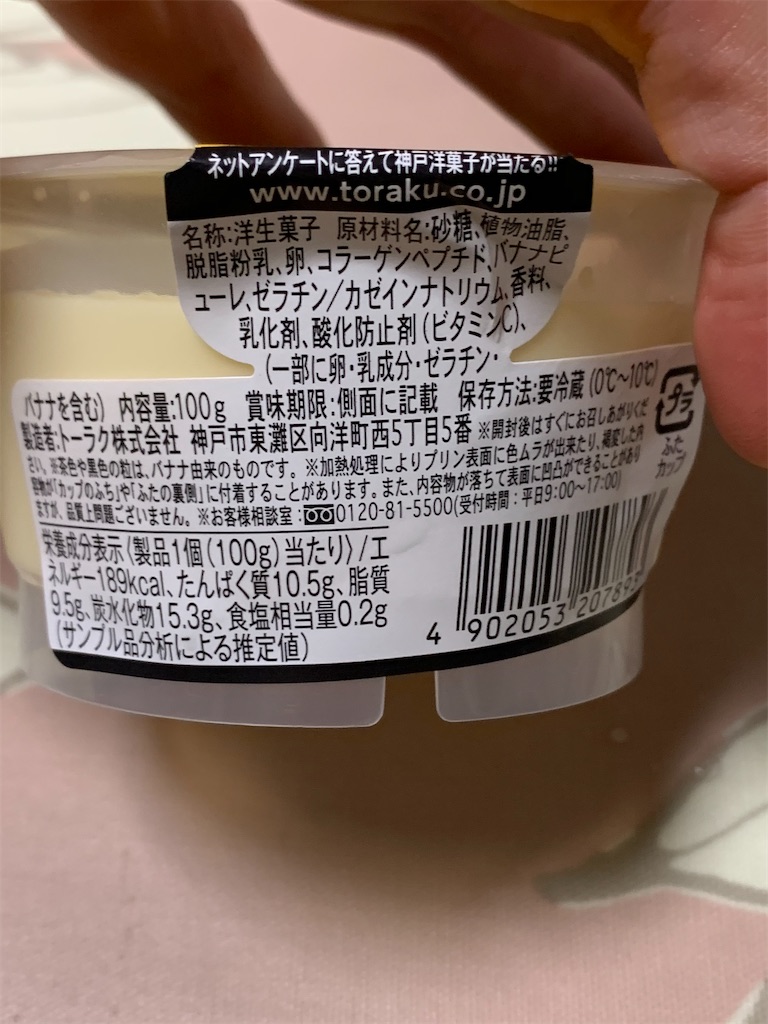 ネットアンケートに答えて神戸洋菓子が当たる!!
www.toraku.co.jp
名称:洋生菓子 原材料名:砂糖、植物油脂、
脱脂粉乳、卵、コラーゲンペプチド、バナナピ
ューレ、ゼラチン/カゼインナトリウム、香料、
乳化剤、酸化防止剤(ビタミンC)、
(一部に卵・乳成分・ゼラチン・
バナナを含む) 内容量:100g 賞味期限:側面に記載 保存方法:要冷蔵(0℃~10℃)
製造者:トーラク株式会社 神戸市東灘区向洋町西5丁目5番 ※開封後はすぐにお召しあがりくだ
さい。※茶色や黒色の粒は、バナナ由来のものです。※加熱処理によりプリン表面に色ムラが出来たり、凝変した内
容物が「カップのふち」や「ふたの裏側」に付着することがあります。また、内容物が落ちて表面に凹凸ができることがあり
ますが、品質上問題ございません。※お客様相談室:0120-81-5500(受付時間:平日9:00~17:00)
プラ
ふた
カップ
栄養成分表示〈製品1個(100g)当たり〉/エ
ネルギー189kcal、たんぱく質10.5g、脂質
9.5g、炭水化物15.3g、食塩相当量0.2g
(サンプル品分析による推定値)
4 902053 207893